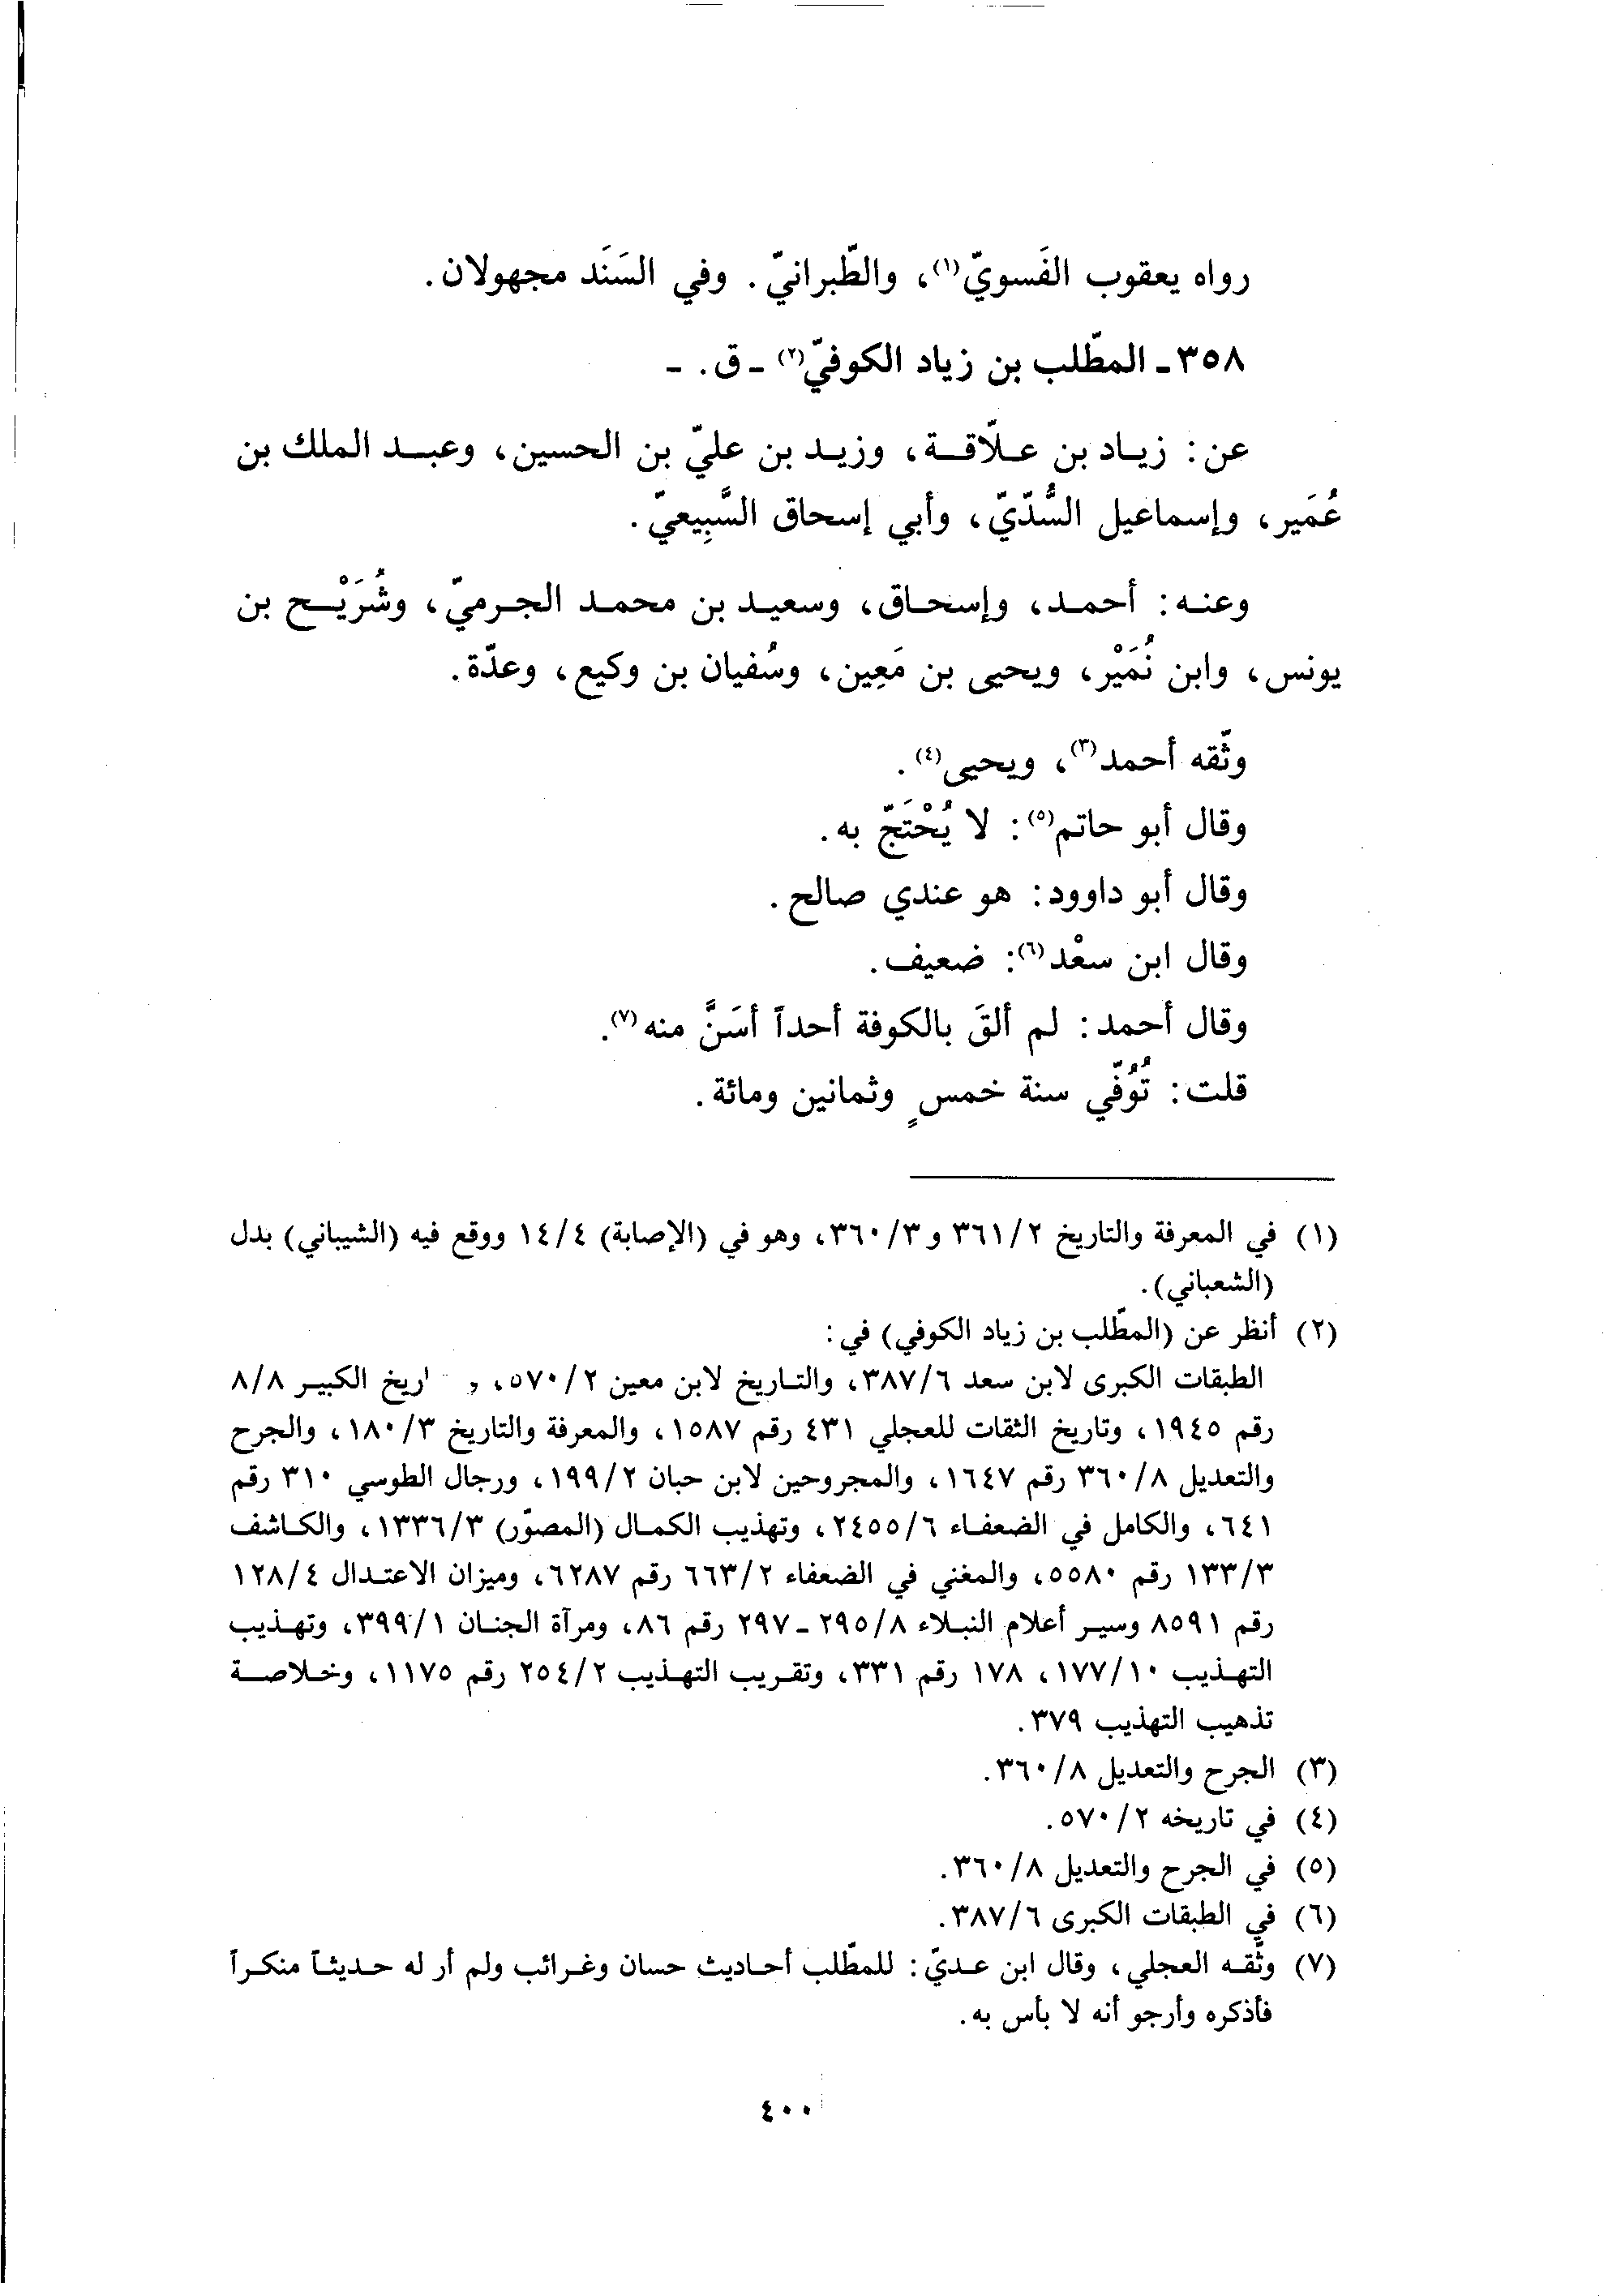 رواه يعقوب الفَسويّ(١)، والطّبرانيّ. وفي السَنَد مجهولان.
٣٥٨ـ المطّلب بن زياد الكوفيّ(٢) ـ ق. ـ
عن: زياد بن علّاقة، وزيد بن عليّ بن الحسين، وعبد الملك بن
عُمَير، وإسماعيل السُّدّيّ، وأبي إسحاق السَّبِيعيّ.
وعنه: أحمد، وإسحاق، وسعيد بن محمد الجرميّ، وشُرَيْح بن
يونس، وابن نُمَيْر، ويحيى بن مَعِين، وسُفيان بن وكيع، وعدّة.
وثّقه أحمد(٣)، ويحيى(٤).
وقال أبو حاتم(٥): لا يُحْتَجّ به.
وقال أبو داوود: هو عندي صالح.
وقال ابن سعْد(٦): ضعيف.
وقال أحمد: لم ألقَ بالكوفة أحداً أسَنَّ منه(٧).
قلت: تُوُفّي سنة خمسٍ وثمانين ومائة.
(١) في المعرفة والتاريخ ٣٦١/٢ و٣٦٠/٣، وهو في (الإصابة) ١٤/٤ ووقع فيه (الشيباني) بدل
(الشعباني).
(٢) أنظر عن (المطّلب بن زياد الكوفي) في:
الطبقات الكبرى لابن سعد ٣٨٧/٦، والتاريخ لابن معين ٥٧٠/٢، و اريخ الكبير ٨/٨
رقم ١٩٤٥، وتاريخ الثقات للعجلي ٤٣١ رقم ١٥٨٧، والمعرفة والتاريخ ١٨٠/٣، والجرح
والتعديل ٣٦٠/٨ رقم ١٦٤٧، والمجروحين لابن حبان ١٩٩/٢، ورجال الطوسي ٣١٠ رقم
٦٤١، والكامل في الضعفاء ٢٤٥٥/٦، وتهذيب الكمال (المصوّر) ١٣٣٦/٣، والكاشف
١٣٣/٣ رقم ٥٥٨٠، والمغني في الضعفاء ٦٦٣/٢ رقم ٦٢٨٧، وميزان الاعتدال ١٢٨/٤
رقم ٨٥٩١ وسير أعلام النبلاء ٢٩٥/٨ ـ ٢٩٧ رقم ٨٦، ومرآة الجنان ٣٩٩/١، وتهذيب
التهذيب ١٧٧/١٠، ١٧٨ رقم ٣٣١، وتقريب التهذيب ٢٥٤/٢ رقم ١١٧٥، وخلاصة
تذهيب التهذيب ٣٧٩.
(٣) الجرح والتعديل ٣٦٠/٨.
(٤) في تاريخه ٥٧٠/٢.
(٥) في الجرح والتعديل ٣٦٠/٨.
(٦) في الطبقات الكبرى ٣٨٧/٦.
(٧) وثّقه العجلي، وقال ابن عديّ: للمطّلب أحاديث حسان وغرائب ولم أر له حديثاً منكراً
فأذكره وأرجو أنه لا بأس به.
٤٠٠